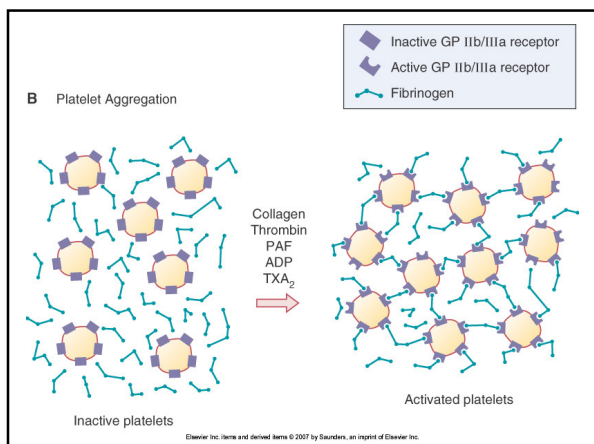 Inactive GP IIb/IIIa receptor
Active GP IIb/IIIa receptor
Fibrinogen
B Platelet Aggregation
Collagen
Thrombin
PAF
ADP
TXA₂
Inactive platelets
Activated platelets
Elsevier Inc. items and derived items © 2007 by Saunders, an imprint of Elsevier Inc.